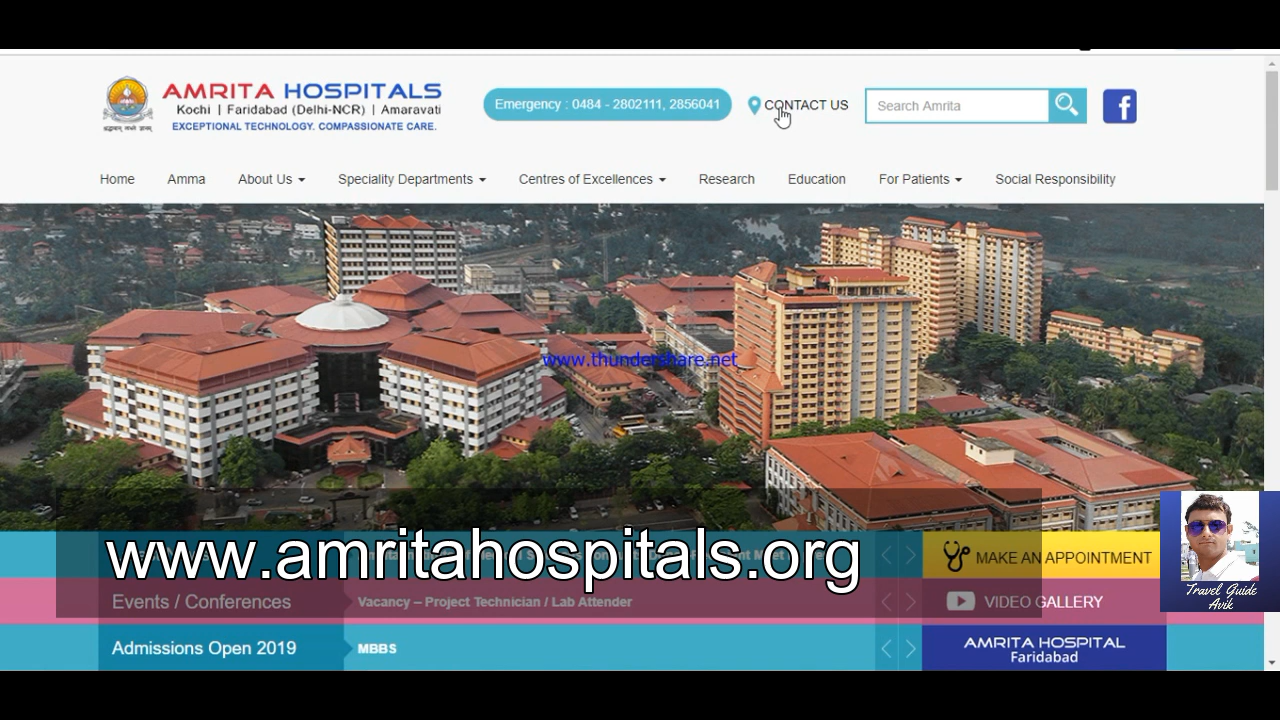 AMRITA HOSPITALS
Kochi | Faridabad (Delhi-NCR) | Amaravati
EXCEPTIONAL TECHNOLOGY. COMPASSIONATE CARE.
Emergency : 0484 - 2802111, 2856041
CONTACT US
Search Amrita
Home Amma About Us Speciality Departments Centres of Excellences Research Education For Patients Social Responsibility
www.thundershare.net
www.amritahospitals.org
MAKE AN APPOINTMENT
Events / Conferences
Vacancy – Project Technician / Lab Attender
VIDEO GALLERY
Travel Guide
Avik
Admissions Open 2019
MBBS
AMRITA HOSPITAL
Faridabad